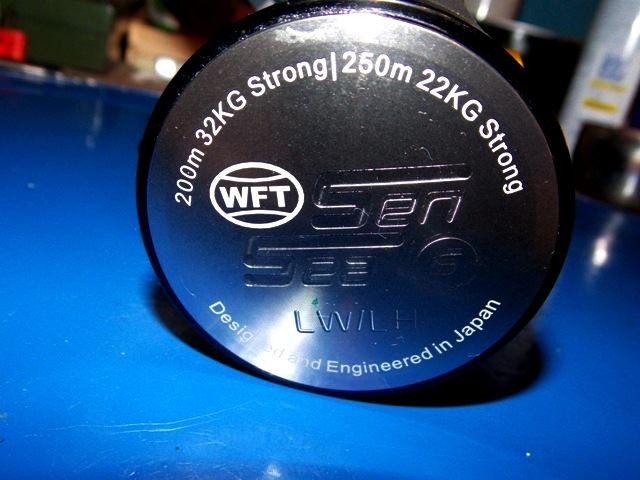 200m 32KG Strong|250m 22KG Strong
WFT
Sen
Sea S
LW/LH
Designed and Engineered in Japan